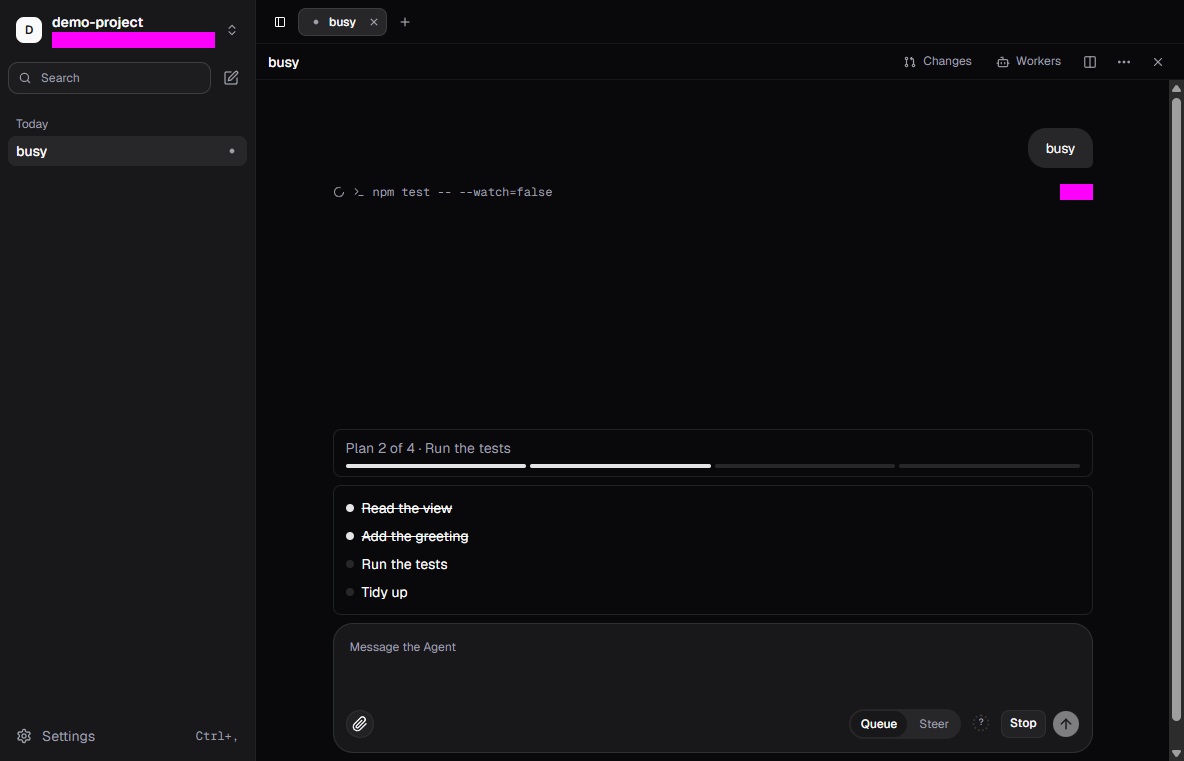 D
demo-project
Search
Today
busy
Settings
Ctrl+,
busy
busy
Changes
Workers
busy
npm test -- --watch=false
Plan 2 of 4 · Run the tests
Read the view
Add the greeting
Run the tests
Tidy up
Message the Agent
Queue
Steer
?
Stop